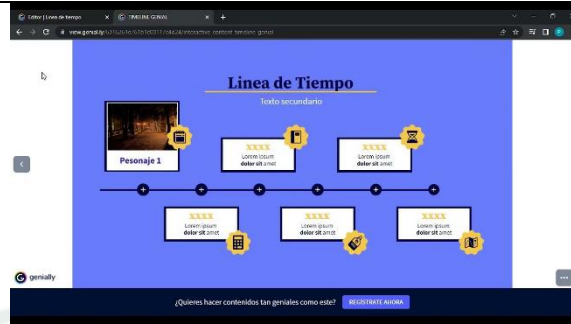 Editor | Linea de tiempo
TIMELINE GENIAL
Linea de Tiempo
Texto secundario
Pesonaje 1
XXXX
Lorem ipsum
dolor sit amet
XXXX
Lorem ipsum
dolor sit amet
XXXX
Lorem ipsum
dolor sit amet
XXXX
Lorem ipsum
dolor sit amet
XXXX
Lorem ipsum
dolor sit amet
genially
¿Quieres hacer contenidos tan geniales como este?
REGÍSTRATE AHORA